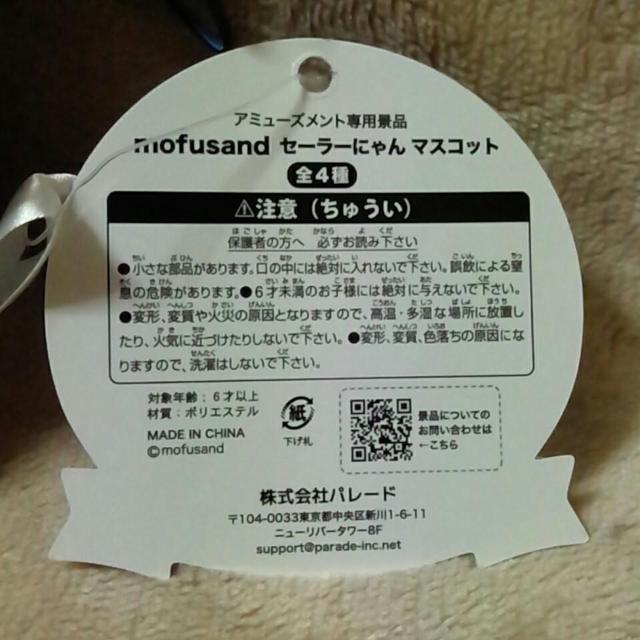 アミューズメント専用景品
mofusand セーラーにゃん マスコット
全4種
⚠注意(ちゅうい)
保護者の方へ 必ずお読み下さい
●小さな部品があります。口の中には絶対に入れないで下さい。誤飲による窒
息の危険があります。●6才未満のお子様には絶対に与えないで下さい。
●変形、変質や火災の原因となりますので、高温・多湿な場所に放置し
たり、火気に近づけたりしないで下さい。●変形、変質、色落ちの原因にな
りますので、洗濯はしないで下さい。
対象年齢:6才以上
材質:ポリエステル
MADE IN CHINA
©mofusand
紙
下げ札
景品についての
お問い合わせは
←こちら
株式会社パレード
〒104-0033東京都中央区新川1-6-11
ニューリバータワー8F
support@parade-inc.net